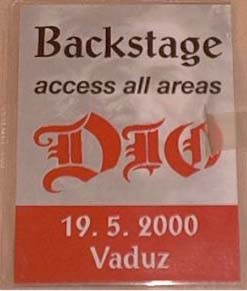 Backstage
access all areas
DIO
19. 5. 2000
Vaduz